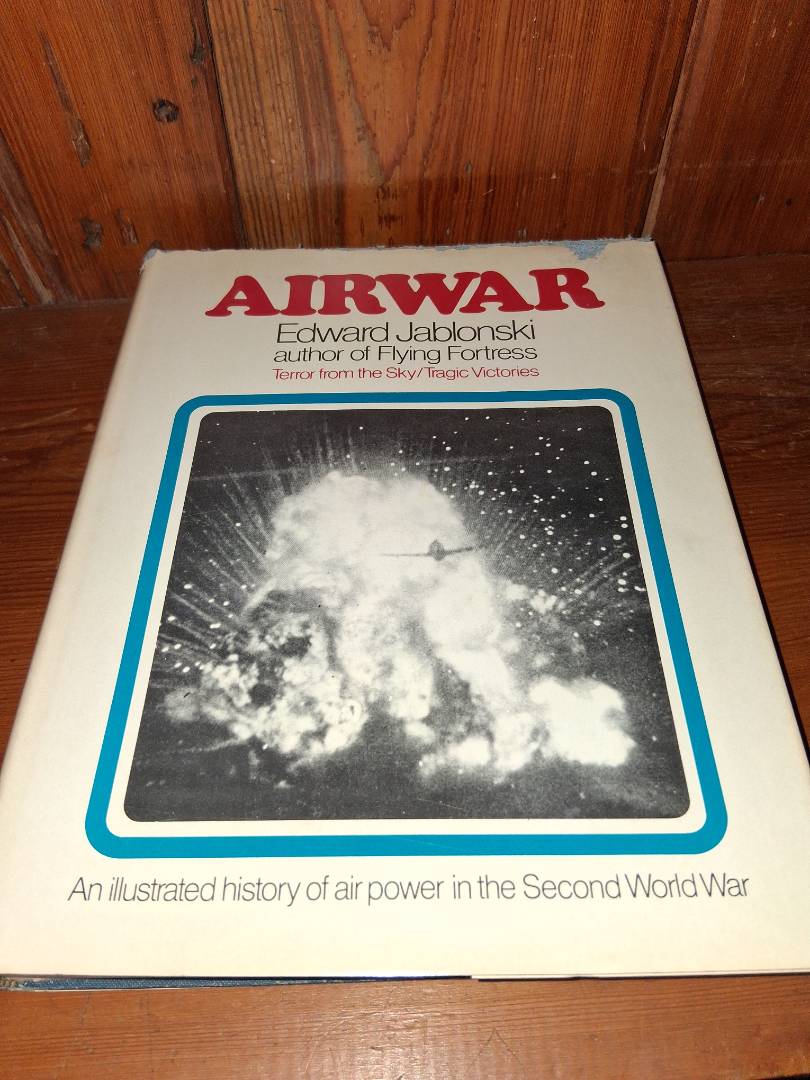 AIRWAR
Edward Jablonski
author of Flying Fortress
Terror from the Sky/Tragic Victories
An illustrated history of air power in the Second World War